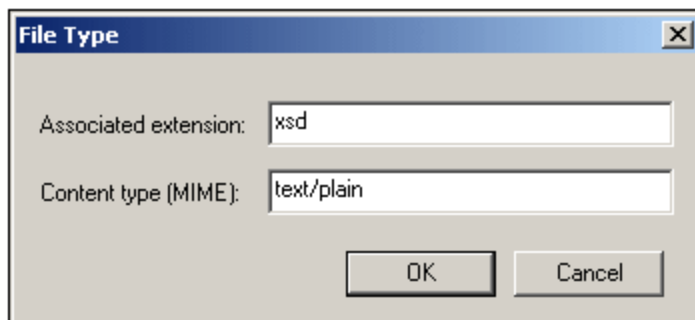 File Type
Associated extension: xsd
Content type (MIME): text/plain
OK Cancel